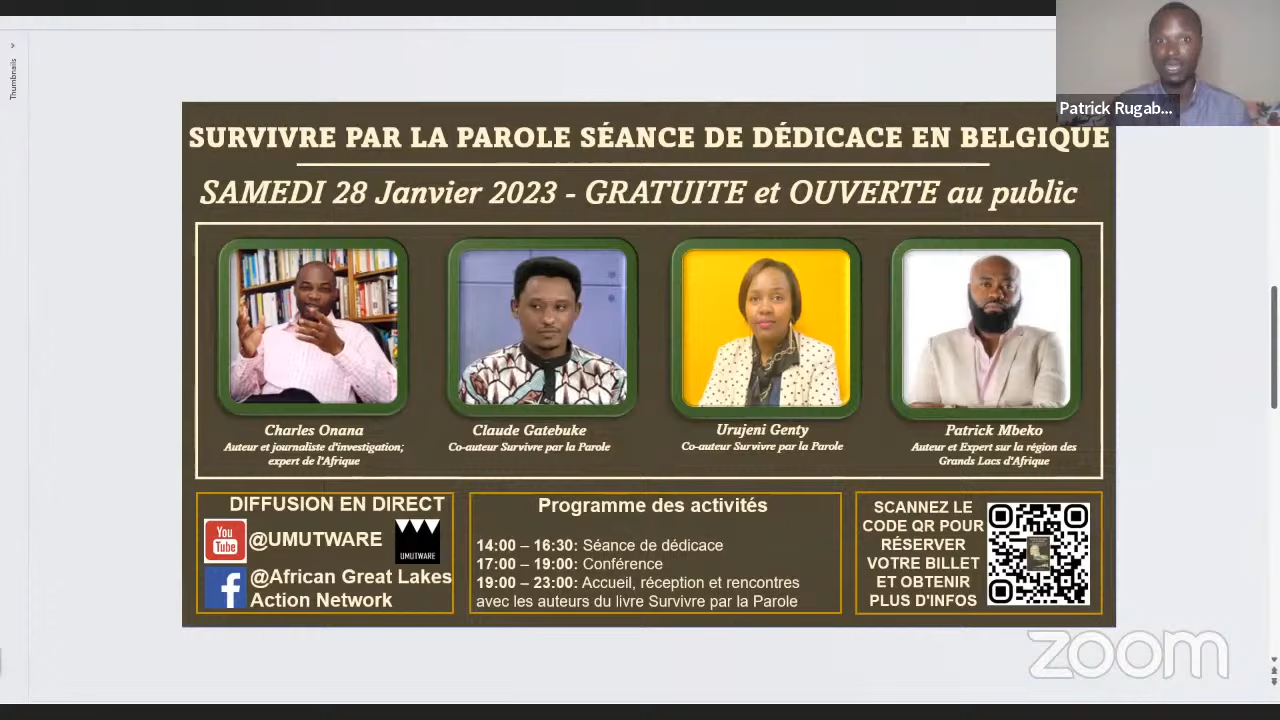 Thumbnails
Patrick Rugab...
SURVIVRE PAR LA PAROLE SÉANCE DE DÉDICACE EN BELGIQUE
SAMEDI 28 Janvier 2023 - GRATUITE et OUVERTE au public
Charles Onana
Auteur et journaliste d'investigation;
expert de l'Afrique
Claude Gatebuke
Co-auteur Survivre par la Parole
Urujeni Genty
Co-auteur Survivre par la Parole
Patrick Mbeko
Auteur et Expert sur la région des
Grands Lacs d'Afrique
DIFFUSION EN DIRECT
You
Tube
@UMUTWARE
UMUTWARE
f
@African Great Lakes
Action Network
Programme des activités
14:00 – 16:30: Séance de dédicace
17:00 – 19:00: Conférence
19:00 – 23:00: Accueil, réception et rencontres
avec les auteurs du livre Survivre par la Parole
SCANNEZ LE
CODE QR POUR
RÉSERVER
VOTRE BILLET
ET OBTENIR
PLUS D'INFOS
zoom